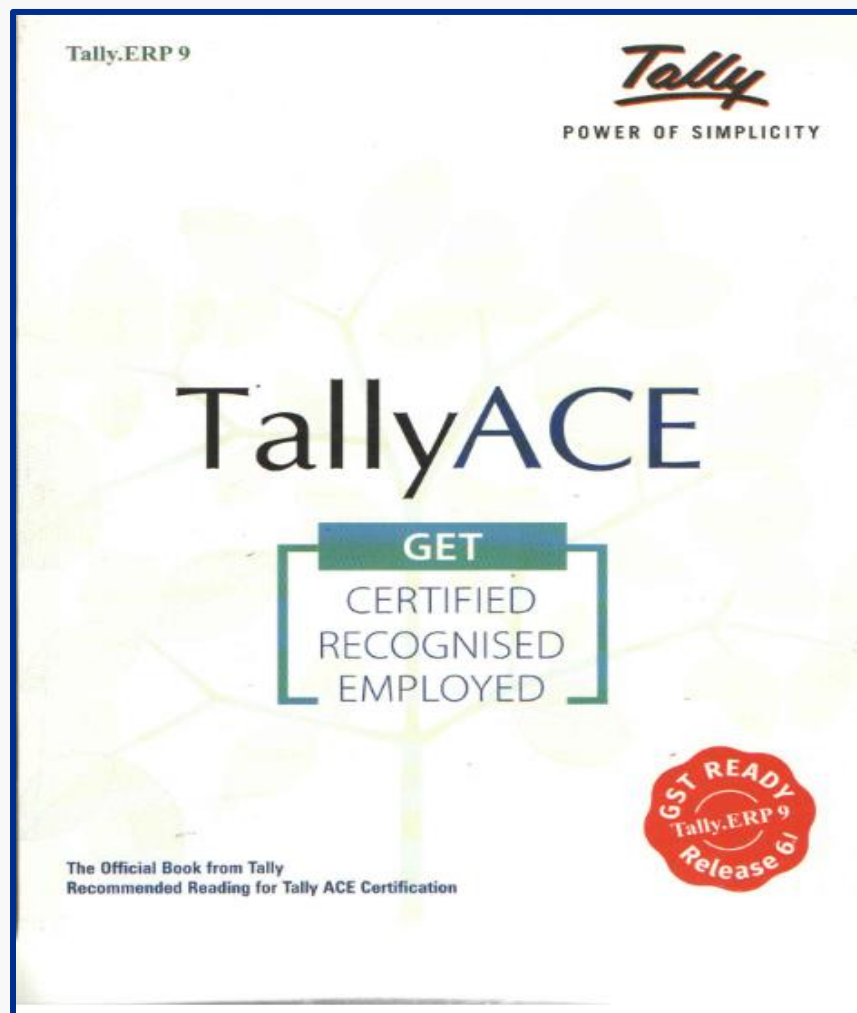 Tally.ERP 9
Tally
POWER OF SIMPLICITY
TallyACE
GET
CERTIFIED
RECOGNISED
EMPLOYED
GST READY
Tally.ERP 9
Release 6!
The Official Book from Tally
Recommended Reading for Tally ACE Certification